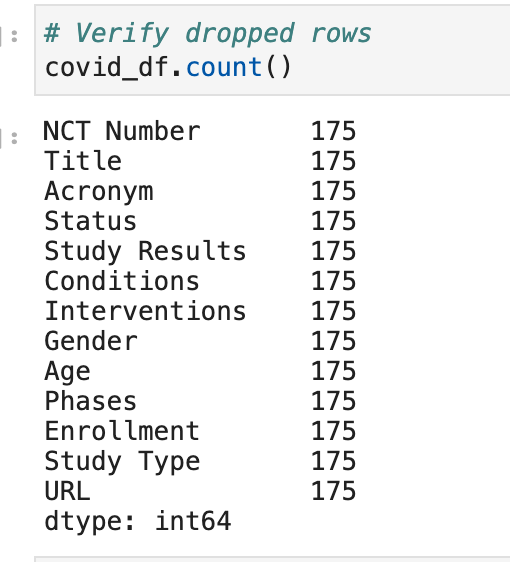 ]: # Verify dropped rows
covid_df.count()
]: NCT Number 175
Title 175
Acronym 175
Status 175
Study Results 175
Conditions 175
Interventions 175
Gender 175
Age 175
Phases 175
Enrollment 175
Study Type 175
URL 175
dtype: int64